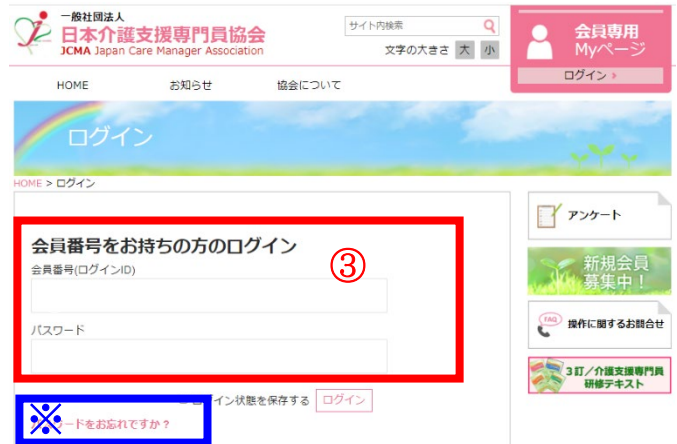 一般社団法人
日本介護支援専門員協会
JCMA Japan Care Manager Association
サイト内検索
文字の大きさ 大 小
会員専用
Myページ
ログイン
HOME お知らせ 協会について
ログイン
HOME > ログイン
会員番号をお持ちの方のログイン
③
会員番号(ログインID)
パスワード
イン状態を保存する ログイン
※
ードをお忘れですか？
アンケート
新規会員
募集中！
FAQ
操作に関するお問合せ
3訂／介護支援専門員
研修テキスト